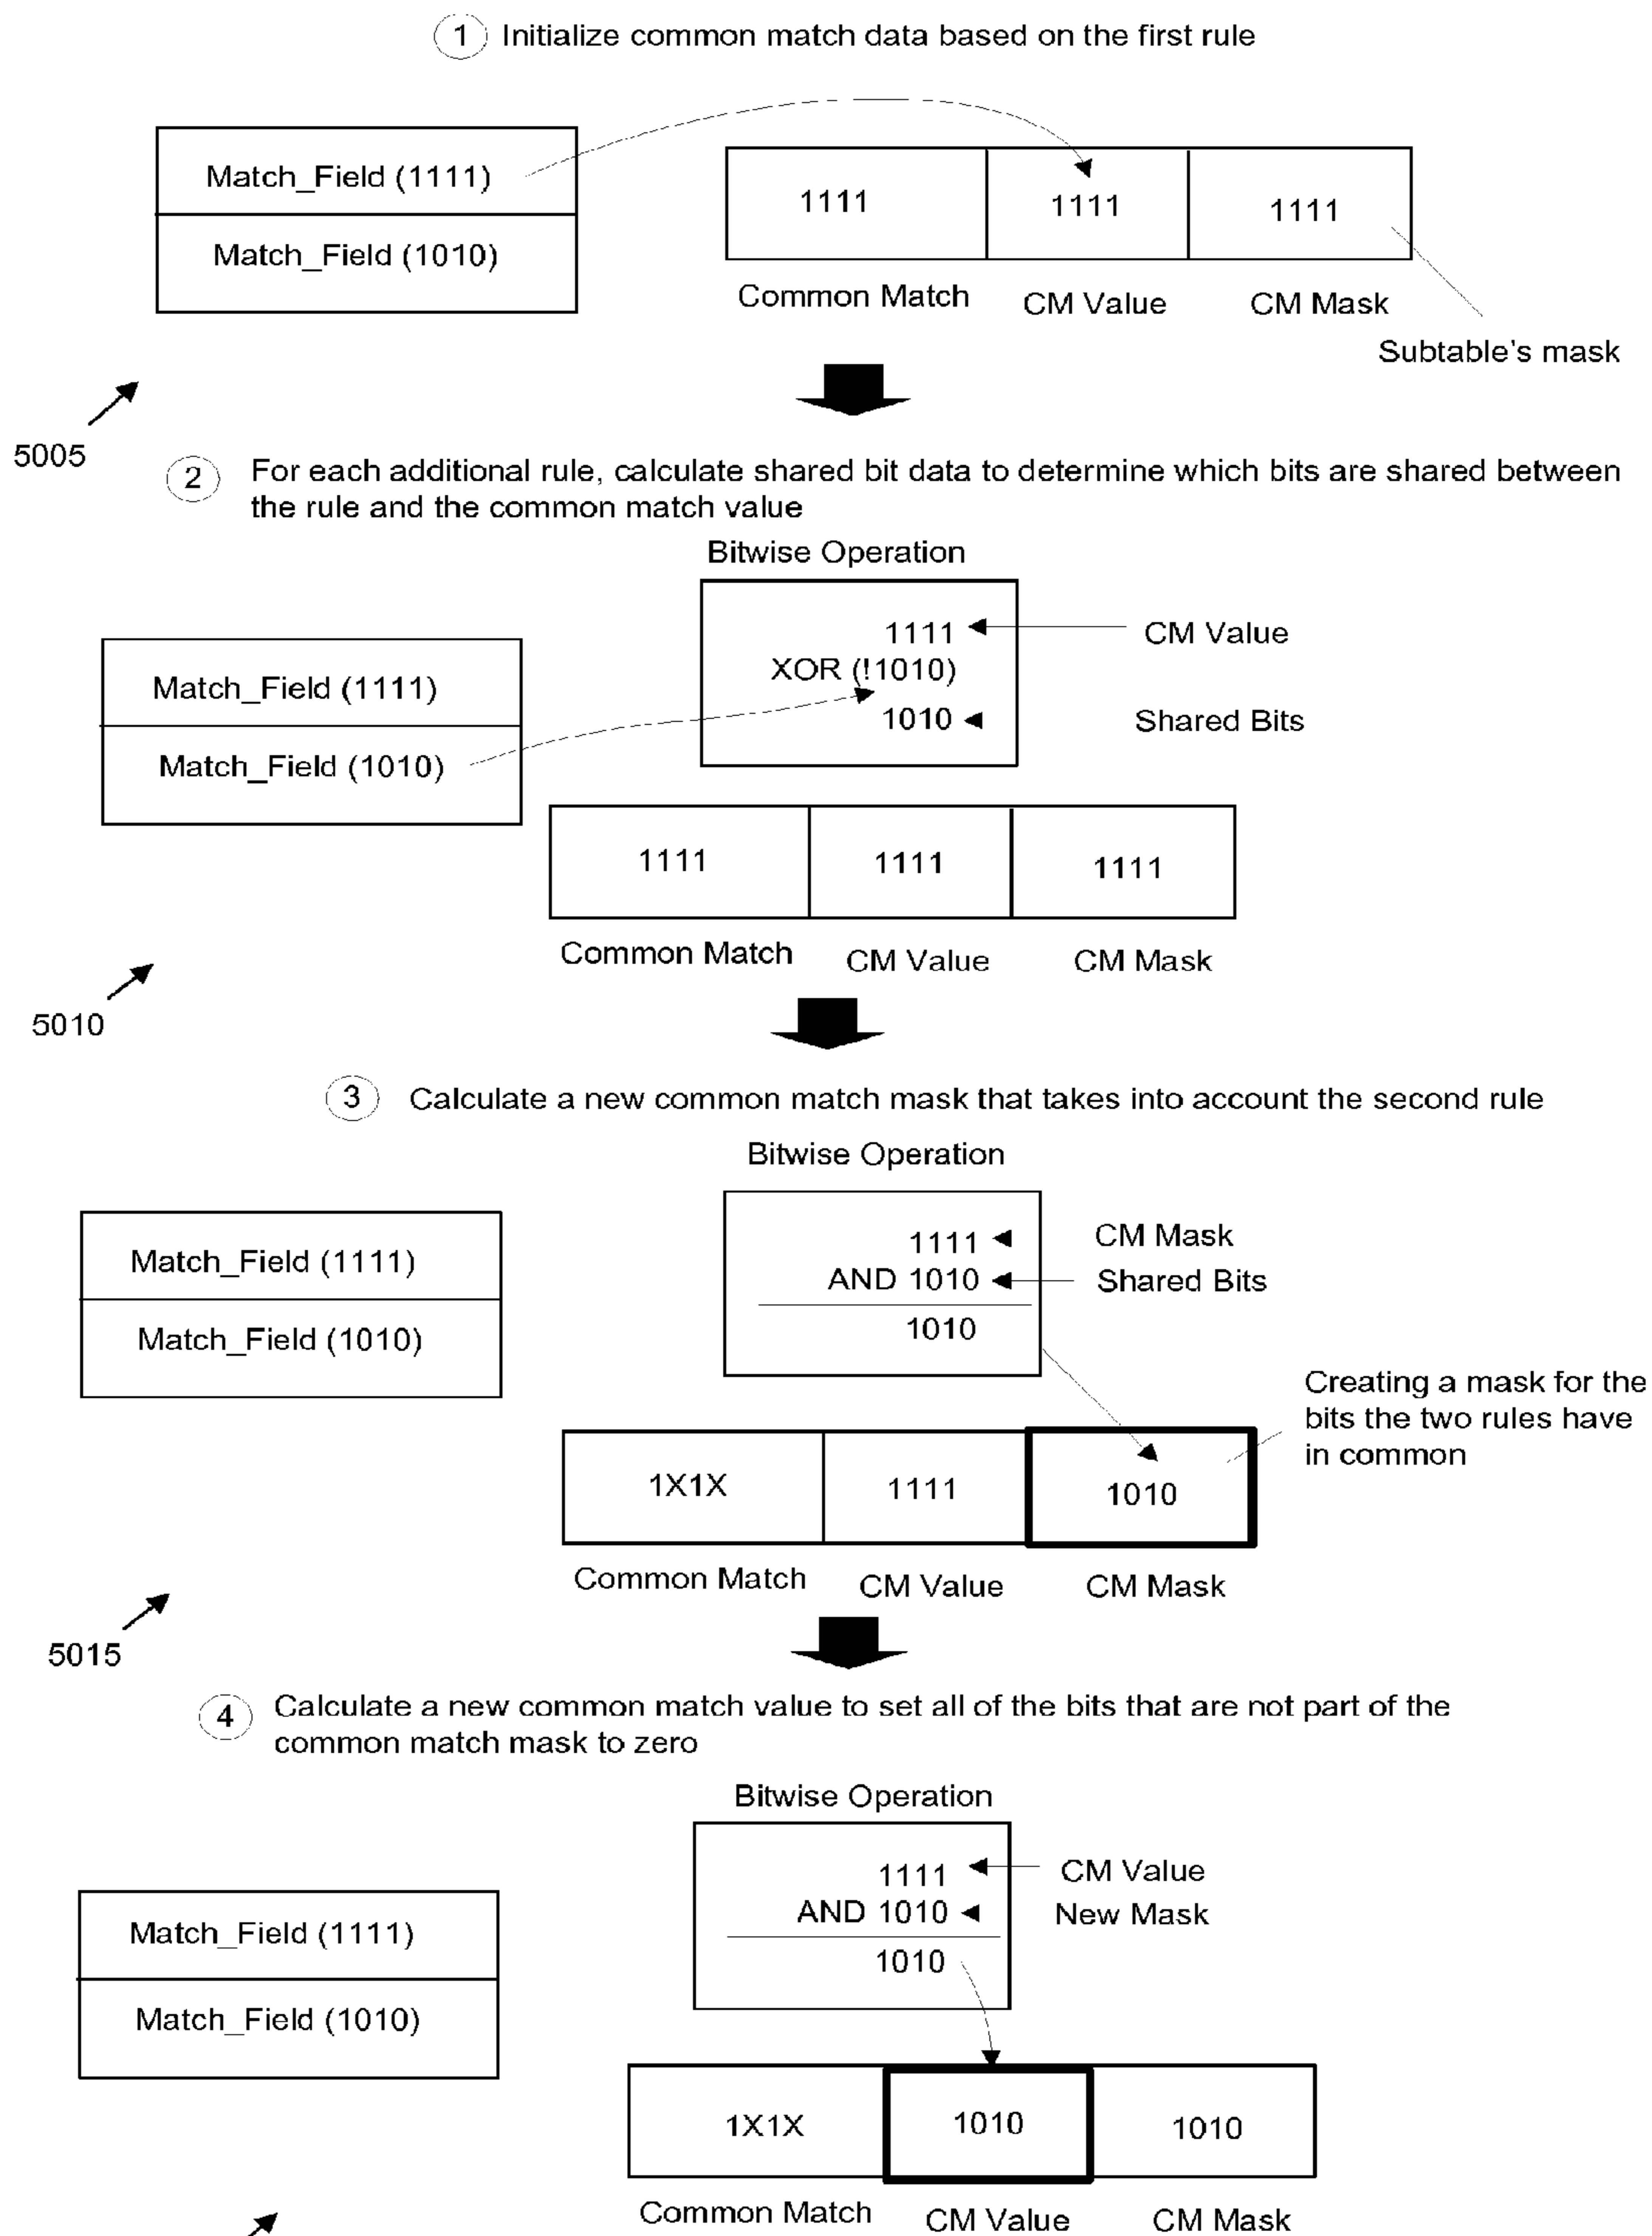 1 Initialize common match data based on the first rule
Match_Field (1111)
Match_Field (1010)
1111 1111 1111
Common Match CM Value CM Mask
Subtable's mask
5005
2 For each additional rule, calculate shared bit data to determine which bits are shared between
the rule and the common match value
Bitwise Operation
1111 CM Value
XOR (!1010)
1010 Shared Bits
Match_Field (1111)
Match_Field (1010)
1111 1111 1111
Common Match CM Value CM Mask
5010
3 Calculate a new common match mask that takes into account the second rule
Bitwise Operation
1111 CM Mask
AND 1010 Shared Bits
1010
Match_Field (1111)
Match_Field (1010)
Creating a mask for the
bits the two rules have
in common
1X1X 1111 1010
Common Match CM Value CM Mask
5015
4 Calculate a new common match value to set all of the bits that are not part of the
common match mask to zero
Bitwise Operation
1111 CM Value
AND 1010 New Mask
1010
Match_Field (1111)
Match_Field (1010)
1X1X 1010 1010
Common Match CM Value CM Mask